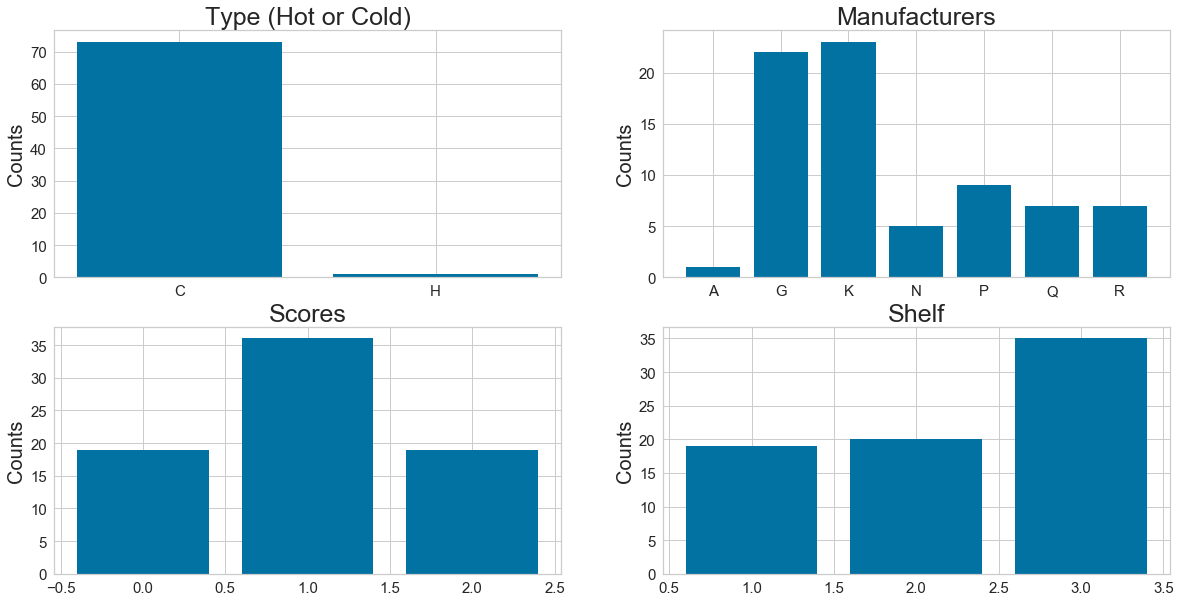 Type (Hot or Cold)
Counts
70
60
50
40
30
20
10
0
C H
Manufacturers
Counts
20
15
10
5
0
A G K N P Q R
Scores
Counts
35
30
25
20
15
10
5
0
−0.5 0.0 0.5 1.0 1.5 2.0 2.5
Shelf
Counts
35
30
25
20
15
10
5
0
0.5 1.0 1.5 2.0 2.5 3.0 3.5